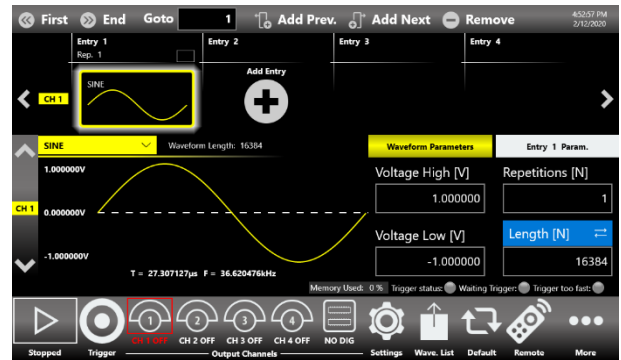 First End Goto 1 Add Prev. Add Next Remove 4:52:57 PM
2/12/2020
Entry 1 Entry 2 Entry 3 Entry 4
Rep. 1
Add Entry
SINE
CH 1
SINE Waveform Length: 16384 Waveform Parameters Entry 1 Param.
1.000000V
Voltage High [V] Repetitions [N]
1.000000 1
CH 1 0.000000V
Voltage Low [V] Length [N]
-1.000000V
-1.000000 16384
T = 27.307127µs F = 36.620476kHz
Memory Used: 0 % Trigger status: Waiting Trigger: Trigger too fast:
1 2 3 4
CH 1 OFF CH 2 OFF CH 3 OFF CH 4 OFF NO DIG
Stopped Trigger Output Channels Settings Wave. List Default Remote More